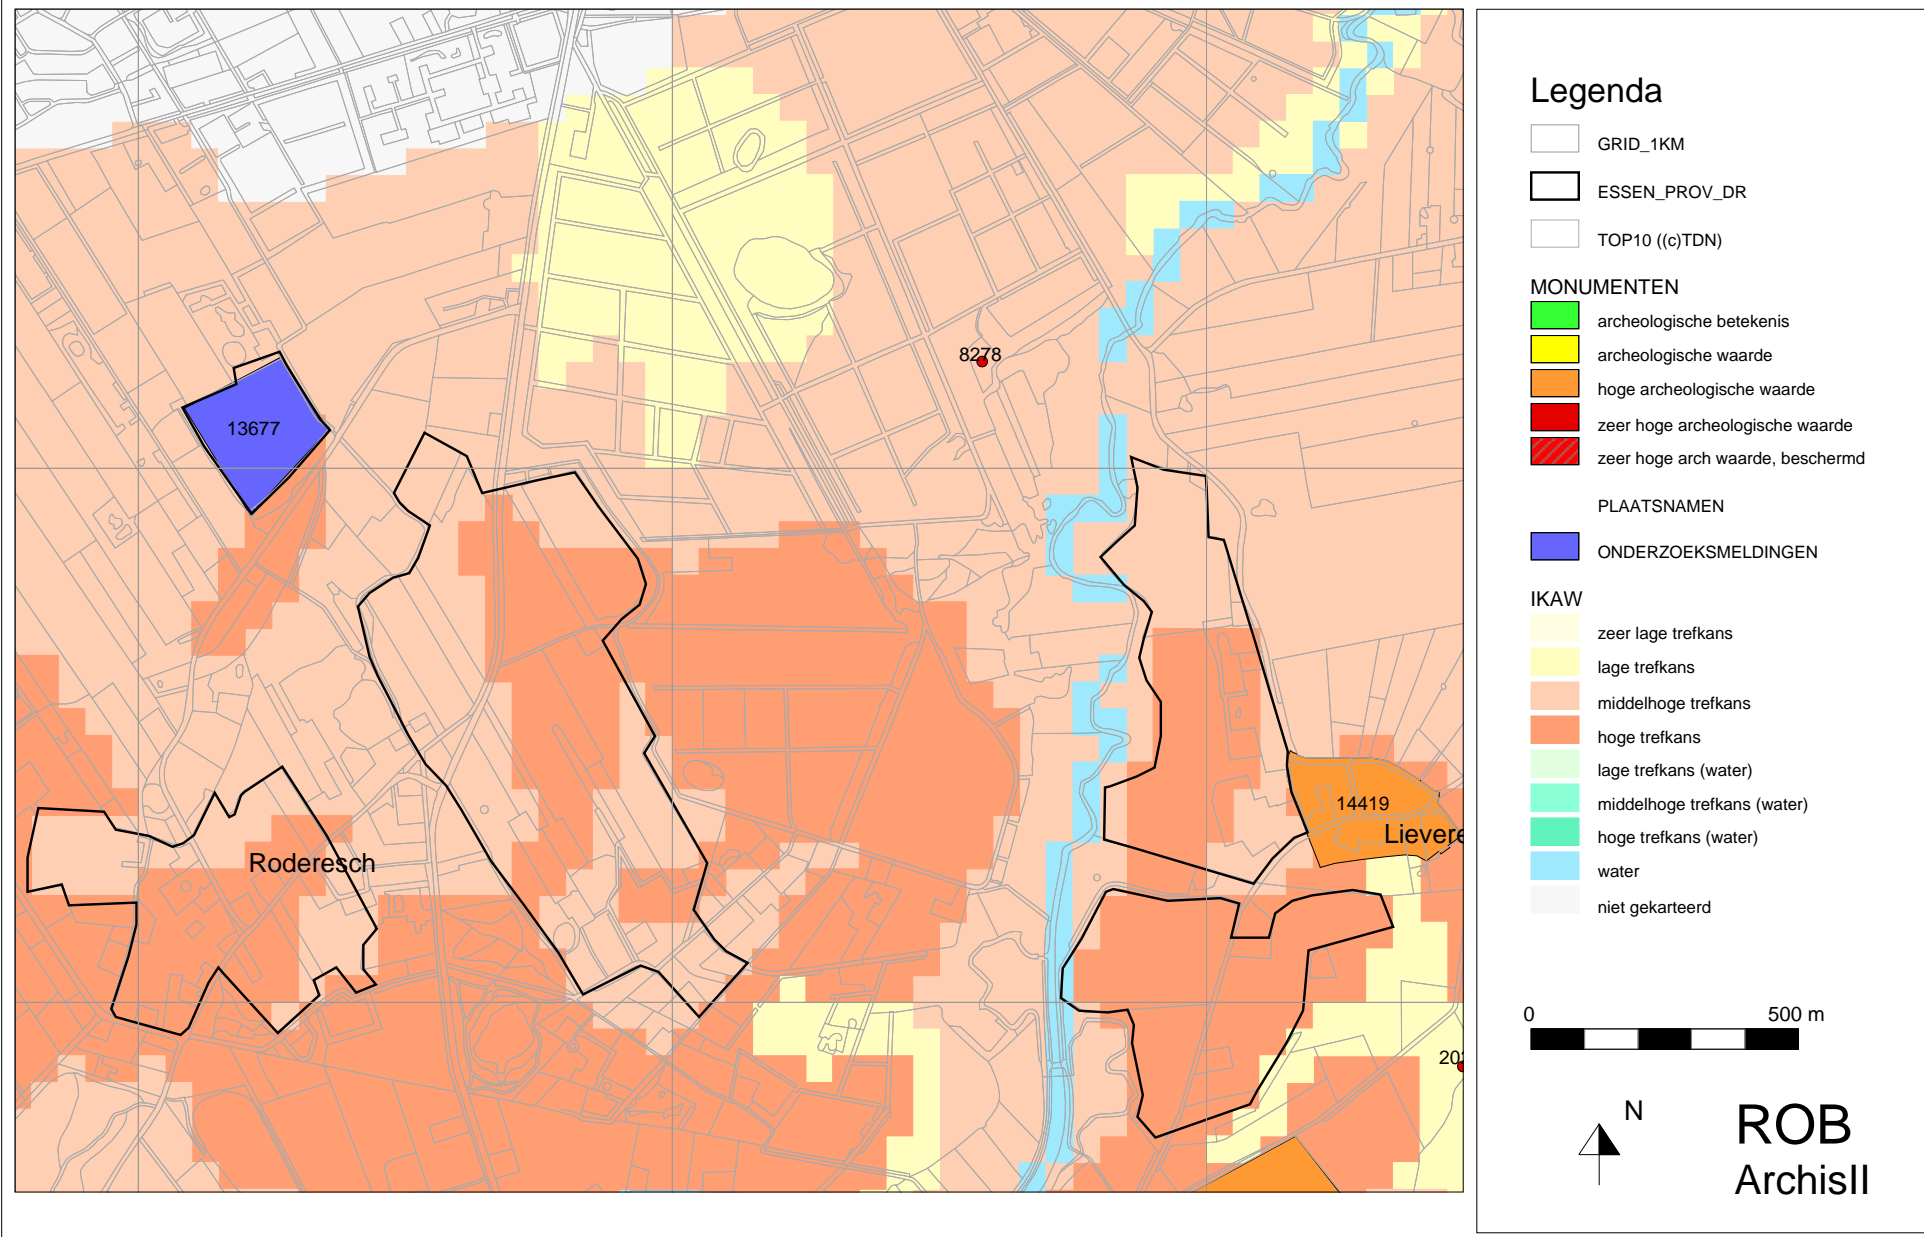 8278
13677
14419
Lievere
Roderesch
20
Legenda
GRID_1KM
ESSEN_PROV_DR
TOP10 ((c)TDN)
MONUMENTEN
archeologische betekenis
archeologische waarde
hoge archeologische waarde
zeer hoge archeologische waarde
zeer hoge arch waarde, beschermd
PLAATSNAMEN
ONDERZOEKSMELDINGEN
IKAW
zeer lage trefkans
lage trefkans
middelhoge trefkans
hoge trefkans
lage trefkans (water)
middelhoge trefkans (water)
hoge trefkans (water)
water
niet gekarteerd
0 500 m
N
ROB
ArchisII